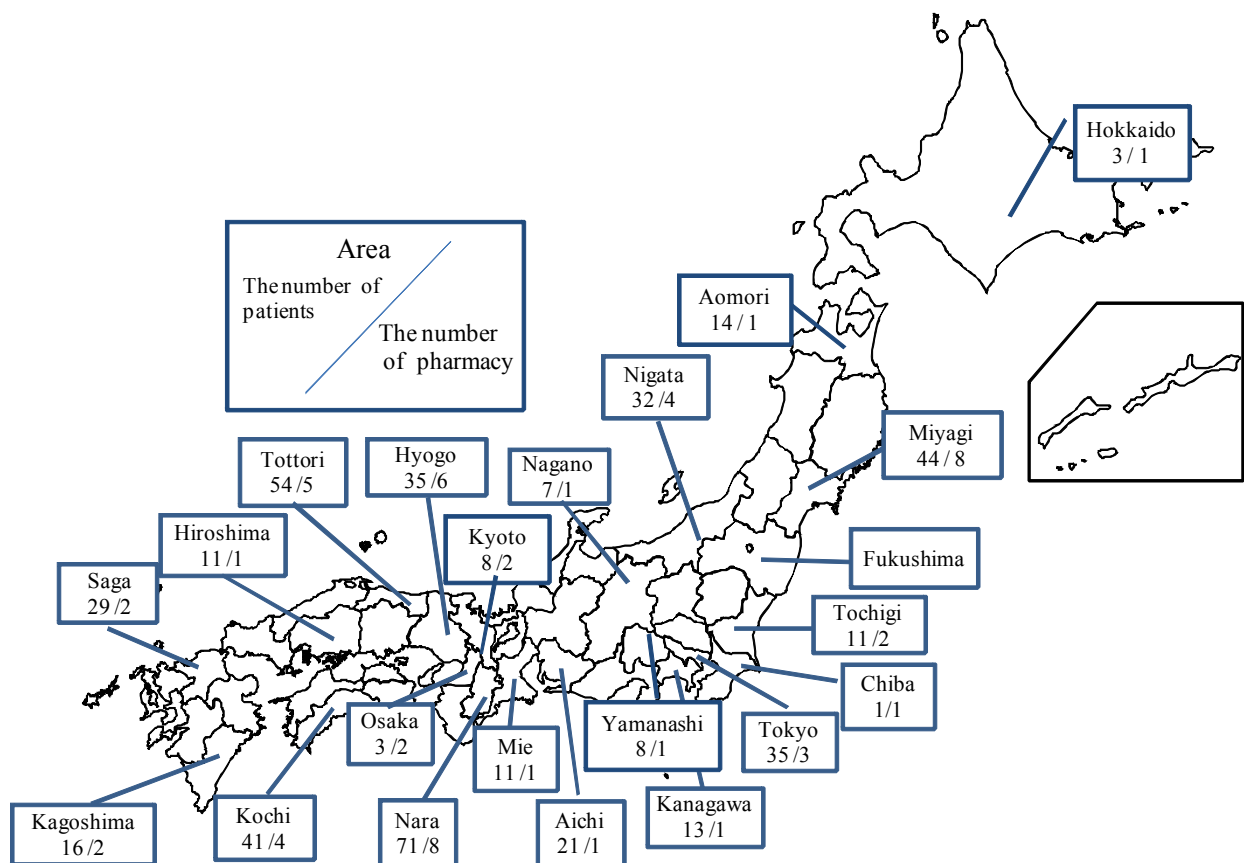 Hokkaido
3 / 1
Area
The number of
patients
The number
of pharmacy
Aomori
14 / 1
Nigata
32 /4
Miyagi
44 / 8
Tottori
54 /5
Hyogo
35 /6
Nagano
7 /1
Hiroshima
11 /1
Kyoto
8 /2
Fukushima
Saga
29 /2
Tochigi
11 /2
Chiba
1/1
Osaka
3 /2
Mie
11 /1
Yamanashi
8 /1
Tokyo
35 /3
Kagoshima
16 /2
Kochi
41 /4
Nara
71 /8
Aichi
21 /1
Kanagawa
13 /1